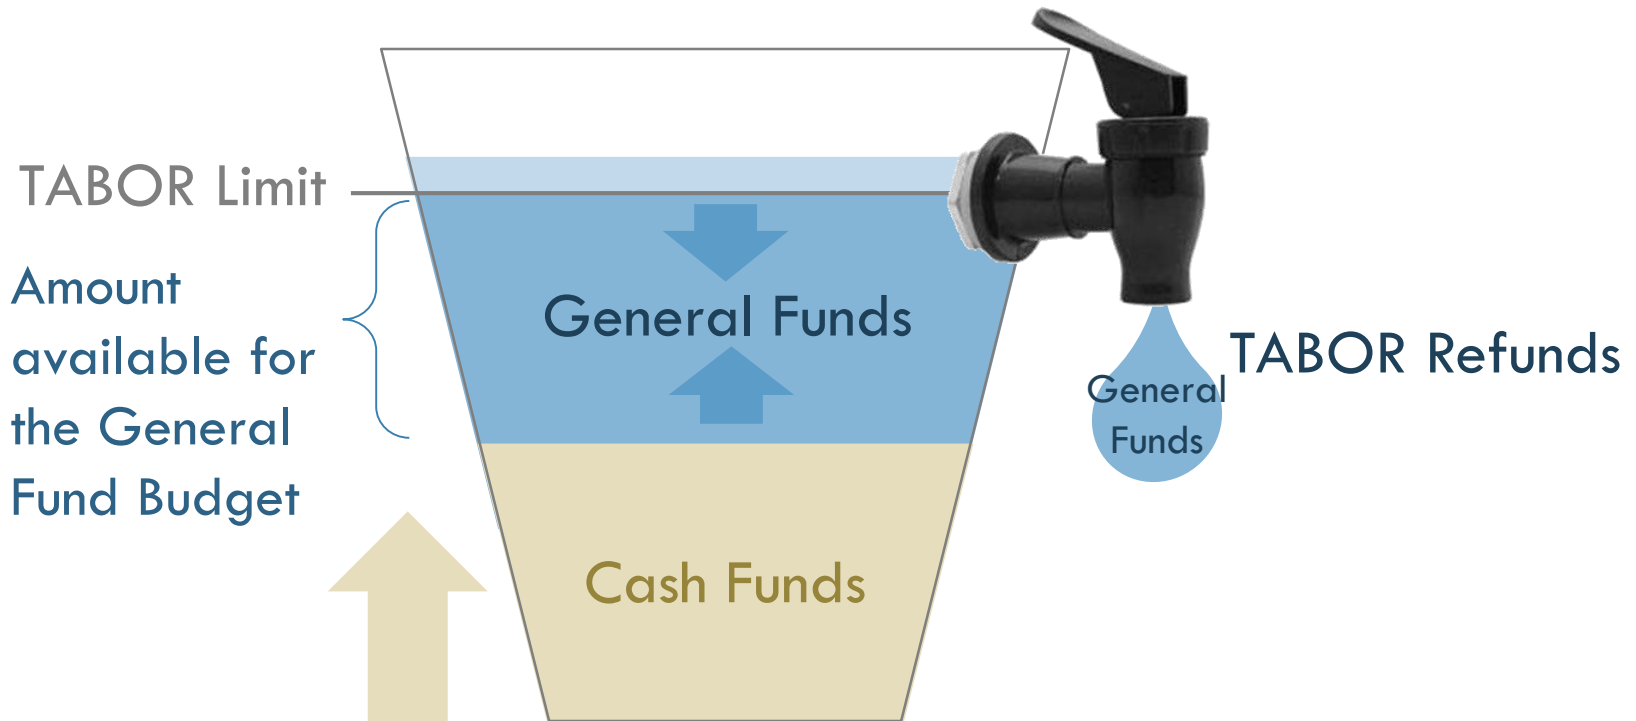 TABOR Limit
Amount
available for
the General
Fund Budget
General Funds
Cash Funds
TABOR Refunds
General
Funds